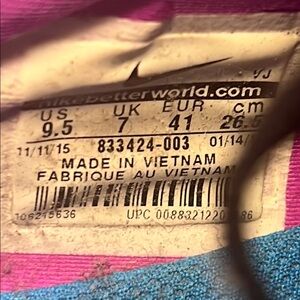 VJ
nikebetterworld.com
US UK EUR cm
9.5 7 41 26.5
11/11/15 833424-003 01/14/
MADE IN VIETNAM
FABRIQUE AU VIETNAM
UPC